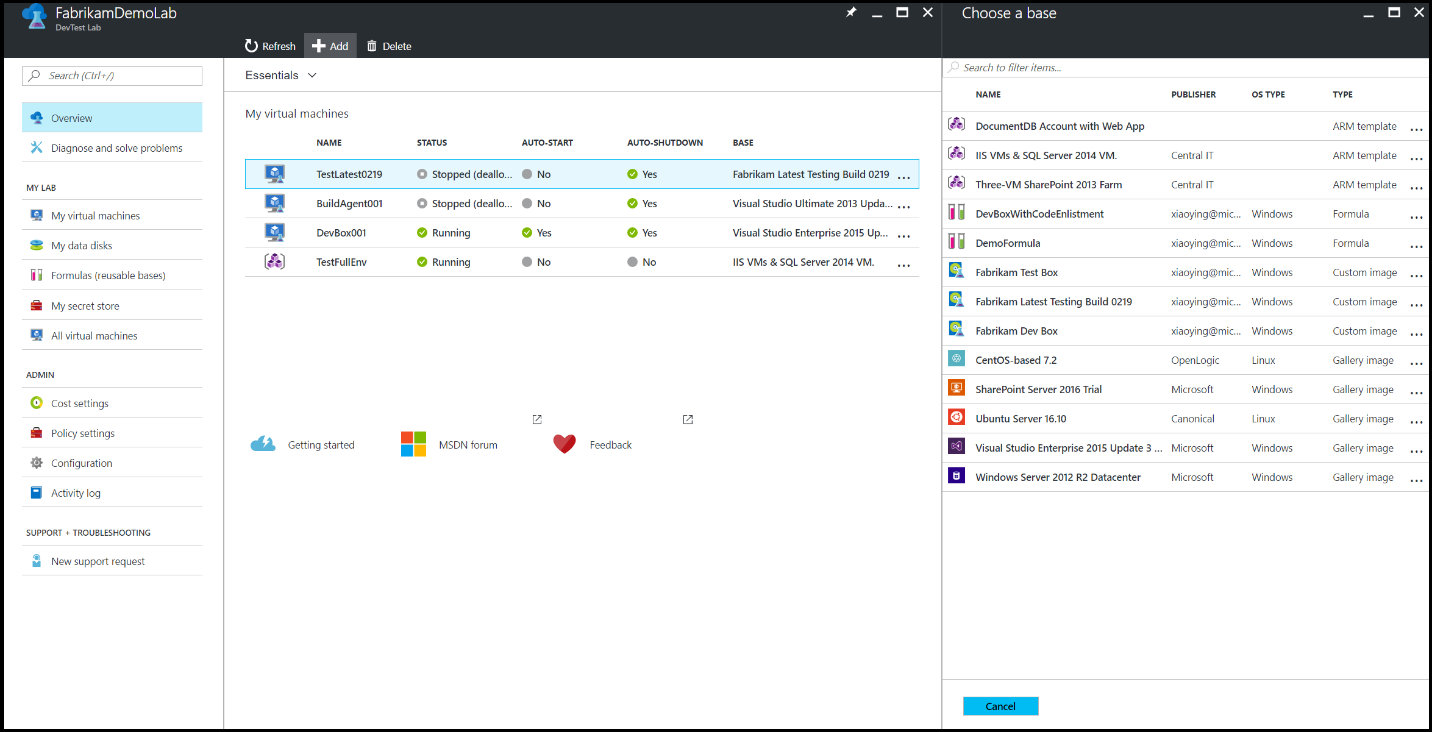 FabrikamDemoLab
DevTest Lab
Refresh Add Delete
Search (Ctrl+/)
Overview
Diagnose and solve problems
MY LAB
My virtual machines
My data disks
Formulas (reusable bases)
My secret store
All virtual machines
ADMIN
Cost settings
Policy settings
Configuration
Activity log
SUPPORT + TROUBLESHOOTING
New support request
Essentials
My virtual machines
NAME STATUS AUTO-START AUTO-SHUTDOWN BASE
TestLatest0219 Stopped (deallo... No Yes Fabrikam Latest Testing Build 0219 ...
BuildAgent001 Stopped (deallo... No Yes Visual Studio Ultimate 2013 Upda... ...
DevBox001 Running Yes Yes Visual Studio Enterprise 2015 Up... ...
TestFullEnv Running No No IIS VMs & SQL Server 2014 VM. ...
Getting started MSDN forum Feedback
Choose a base
Search to filter items...
NAME PUBLISHER OS TYPE TYPE
DocumentDB Account with Web App ARM template ...
IIS VMs & SQL Server 2014 VM. Central IT ARM template ...
Three-VM SharePoint 2013 Farm Central IT ARM template ...
DevBoxWithCodeEnlistment xiaoying@mic... Windows Formula ...
DemoFormula xiaoying@mic... Windows Formula ...
Fabrikam Test Box xiaoying@mic... Windows Custom image ...
Fabrikam Latest Testing Build 0219 xiaoying@mic... Windows Custom image ...
Fabrikam Dev Box xiaoying@mic... Windows Custom image ...
CentOS-based 7.2 OpenLogic Linux Gallery image ...
SharePoint Server 2016 Trial Microsoft Windows Gallery image ...
Ubuntu Server 16.10 Canonical Linux Gallery image ...
Visual Studio Enterprise 2015 Update 3 ... Microsoft Windows Gallery image ...
Windows Server 2012 R2 Datacenter Microsoft Windows Gallery image ...
Cancel